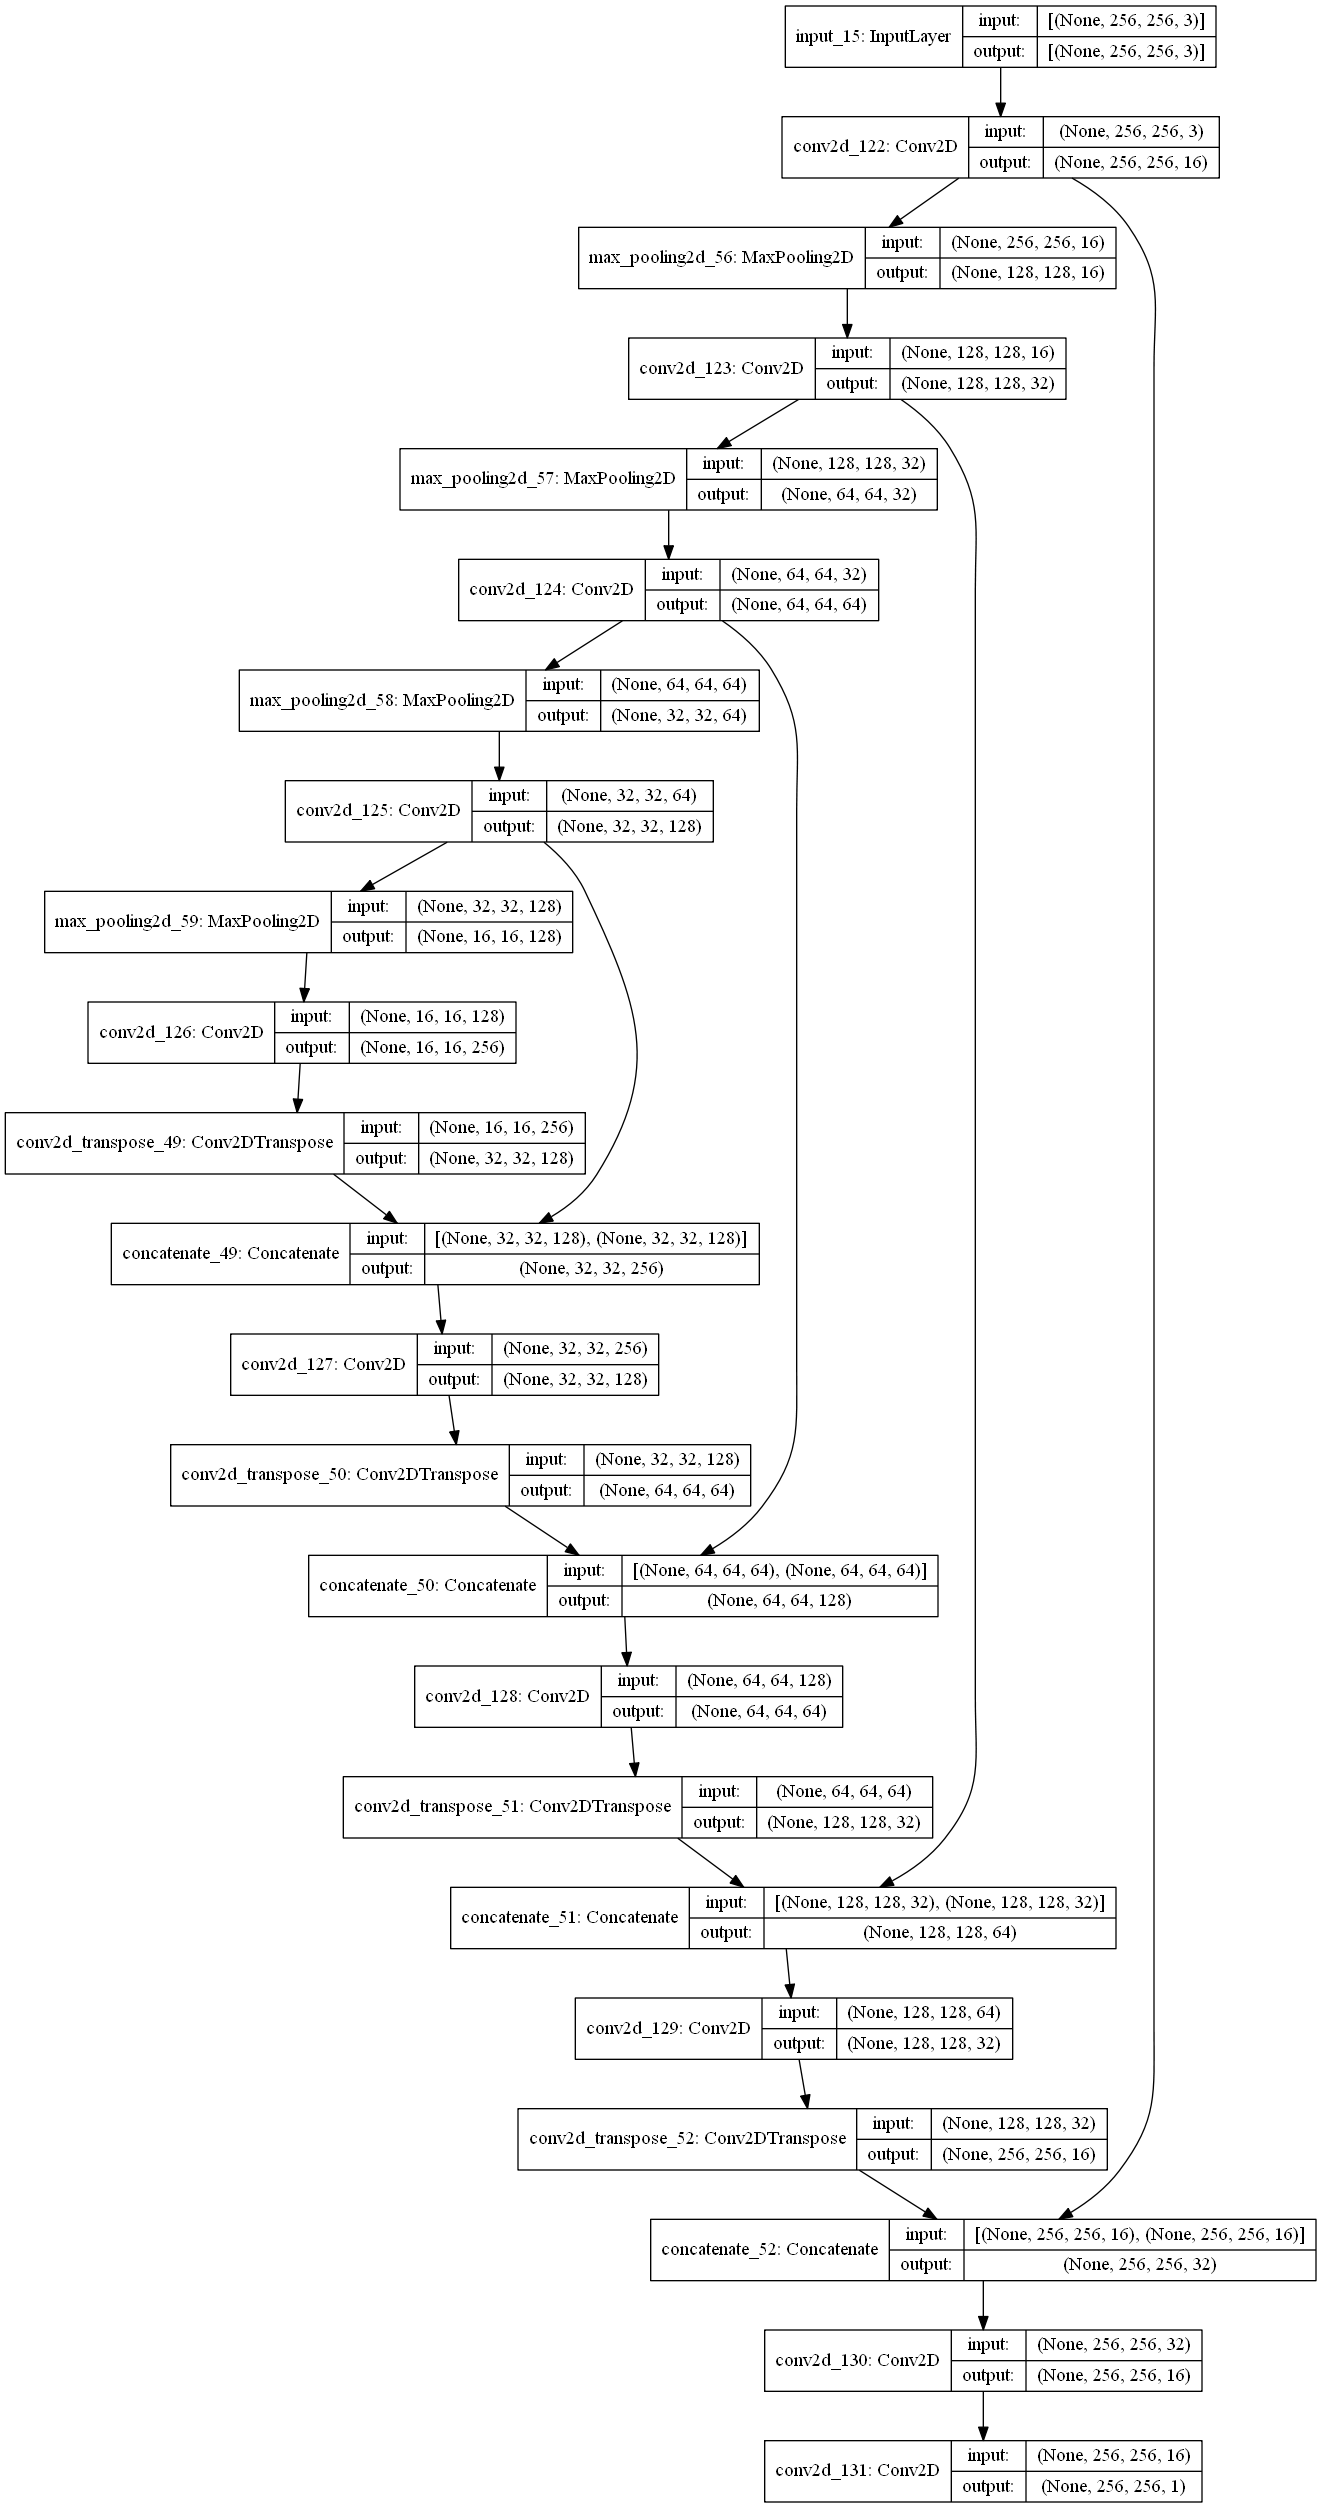 input_15: InputLayer
input:
[(None, 256, 256, 3)]
output:
[(None, 256, 256, 3)]
conv2d_122: Conv2D
input:
(None, 256, 256, 3)
output:
(None, 256, 256, 16)
max_pooling2d_56: MaxPooling2D
input:
(None, 256, 256, 16)
output:
(None, 128, 128, 16)
conv2d_123: Conv2D
input:
(None, 128, 128, 16)
output:
(None, 128, 128, 32)
max_pooling2d_57: MaxPooling2D
input:
(None, 128, 128, 32)
output:
(None, 64, 64, 32)
conv2d_124: Conv2D
input:
(None, 64, 64, 32)
output:
(None, 64, 64, 64)
max_pooling2d_58: MaxPooling2D
input:
(None, 64, 64, 64)
output:
(None, 32, 32, 64)
conv2d_125: Conv2D
input:
(None, 32, 32, 64)
output:
(None, 32, 32, 128)
max_pooling2d_59: MaxPooling2D
input:
(None, 32, 32, 128)
output:
(None, 16, 16, 128)
conv2d_126: Conv2D
input:
(None, 16, 16, 128)
output:
(None, 16, 16, 256)
conv2d_transpose_49: Conv2DTranspose
input:
(None, 16, 16, 256)
output:
(None, 32, 32, 128)
concatenate_49: Concatenate
input:
[(None, 32, 32, 128), (None, 32, 32, 128)]
output:
(None, 32, 32, 256)
conv2d_127: Conv2D
input:
(None, 32, 32, 256)
output:
(None, 32, 32, 128)
conv2d_transpose_50: Conv2DTranspose
input:
(None, 32, 32, 128)
output:
(None, 64, 64, 64)
concatenate_50: Concatenate
input:
[(None, 64, 64, 64), (None, 64, 64, 64)]
output:
(None, 64, 64, 128)
conv2d_128: Conv2D
input:
(None, 64, 64, 128)
output:
(None, 64, 64, 64)
conv2d_transpose_51: Conv2DTranspose
input:
(None, 64, 64, 64)
output:
(None, 128, 128, 32)
concatenate_51: Concatenate
input:
[(None, 128, 128, 32), (None, 128, 128, 32)]
output:
(None, 128, 128, 64)
conv2d_129: Conv2D
input:
(None, 128, 128, 64)
output:
(None, 128, 128, 32)
conv2d_transpose_52: Conv2DTranspose
input:
(None, 128, 128, 32)
output:
(None, 256, 256, 16)
concatenate_52: Concatenate
input:
[(None, 256, 256, 16), (None, 256, 256, 16)]
output:
(None, 256, 256, 32)
conv2d_130: Conv2D
input:
(None, 256, 256, 32)
output:
(None, 256, 256, 16)
conv2d_131: Conv2D
input:
(None, 256, 256, 16)
output:
(None, 256, 256, 1)